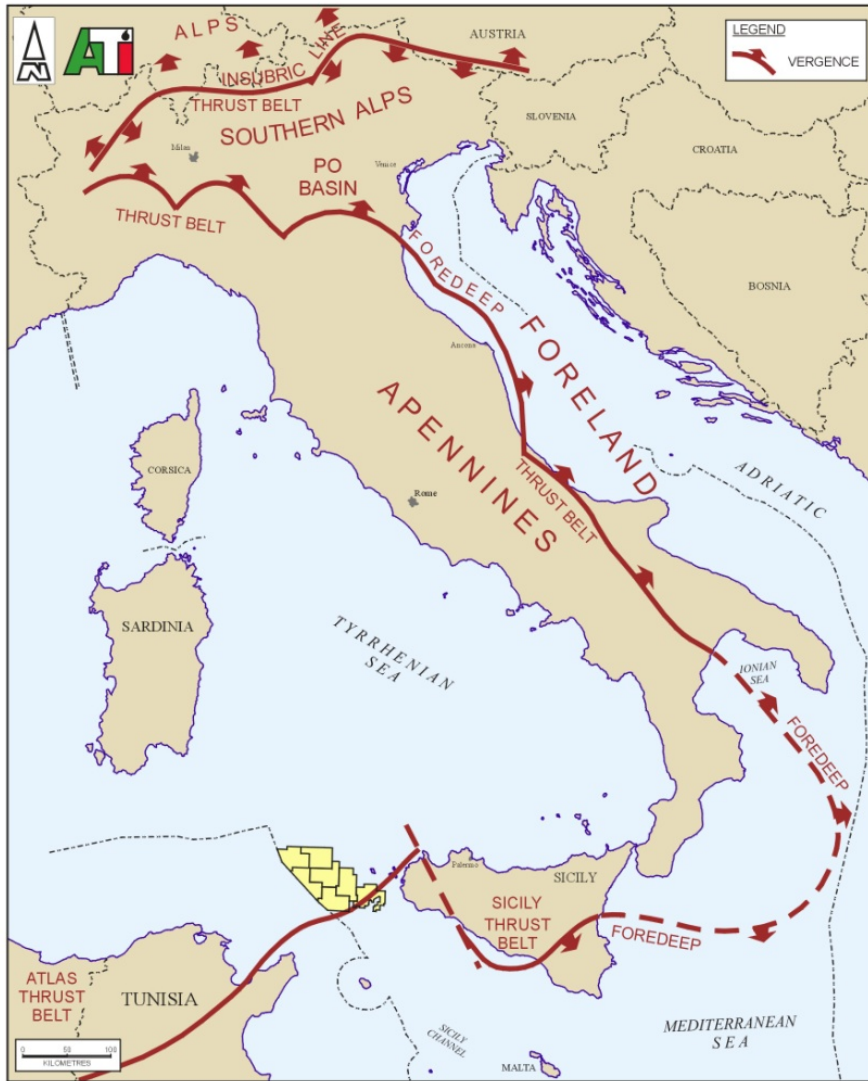 N
ATI
ALPS
AUSTRIA
LEGEND
VERGENCE
INSUBRIC
LINE
THRUST BELT
SOUTHERN ALPS
SLOVENIA
CROATIA
Milan
Venice
PO
BASIN
THRUST BELT
FOREDEEP
BOSNIA
Ancona
FORELAND
APENNINES
CORSICA
ADRIATIC
Rome
THRUST BELT
SARDINIA
TYRRHENIAN
SEA
IONIAN
SEA
FOREDEEP
Palermo
SICILY
SICILY
THRUST
BELT
FOREDEEP
ATLAS
THRUST
BELT
TUNISIA
SICILY
CHANNEL
MEDITERRANEAN
SEA
0 50 100
KILOMETRES
MALTA